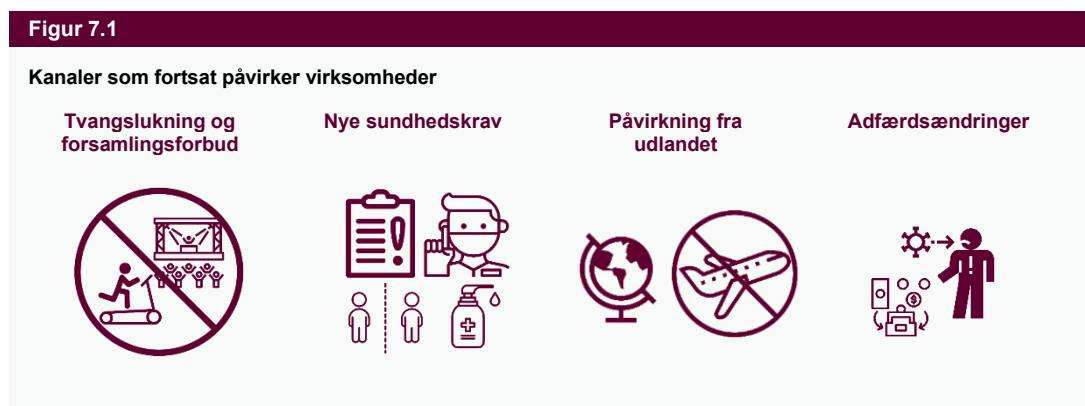 Figur 7.1
Kanaler som fortsat påvirker virksomheder
Tvangslukning og
forsamlingsforbud
Nye sundhedskrav
Påvirkning fra
udlandet
Adfærdsændringer